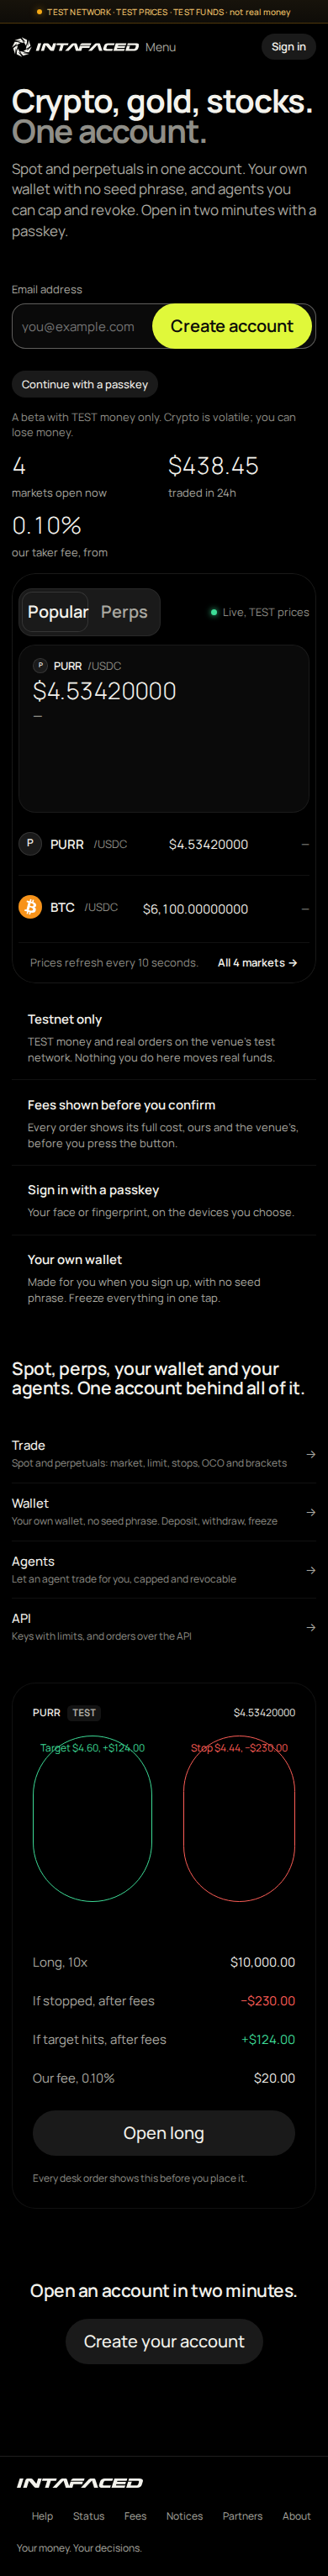 TEST NETWORK · TEST PRICES · TEST FUNDS · not real money
INTAFACED Menu Sign in
Crypto, gold, stocks.
One account.
Spot and perpetuals in one account. Your own
wallet with no seed phrase, and agents you
can cap and revoke. Open in two minutes with a
passkey.
Email address
you@example.com Create account
Continue with a passkey
A beta with TEST money only. Crypto is volatile; you can
lose money.
4 $438.45
markets open now traded in 24h
0.10%
our taker fee, from
Popular Perps Live, TEST prices
P PURR /USDC
$4.53420000
—
P PURR /USDC $4.53420000 —
BTC /USDC $6,100.00000000 —
Prices refresh every 10 seconds. All 4 markets →
Testnet only
TEST money and real orders on the venue's test
network. Nothing you do here moves real funds.
Fees shown before you confirm
Every order shows its full cost, ours and the venue's,
before you press the button.
Sign in with a passkey
Your face or fingerprint, on the devices you choose.
Your own wallet
Made for you when you sign up, with no seed
phrase. Freeze everything in one tap.
Spot, perps, your wallet and your
agents. One account behind all of it.
Trade
Spot and perpetuals: market, limit, stops, OCO and brackets →
Wallet
Your own wallet, no seed phrase. Deposit, withdraw, freeze →
Agents
Let an agent trade for you, capped and revocable →
API
Keys with limits, and orders over the API →
PURR TEST $4.53420000
Target $4.60, +$124.00 Stop $4.44, −$230.00
Long, 10x $10,000.00
If stopped, after fees −$230.00
If target hits, after fees +$124.00
Our fee, 0.10% $20.00
Open long
Every desk order shows this before you place it.
Open an account in two minutes.
Create your account
INTAFACED
Help Status Fees Notices Partners About
Your money. Your decisions.